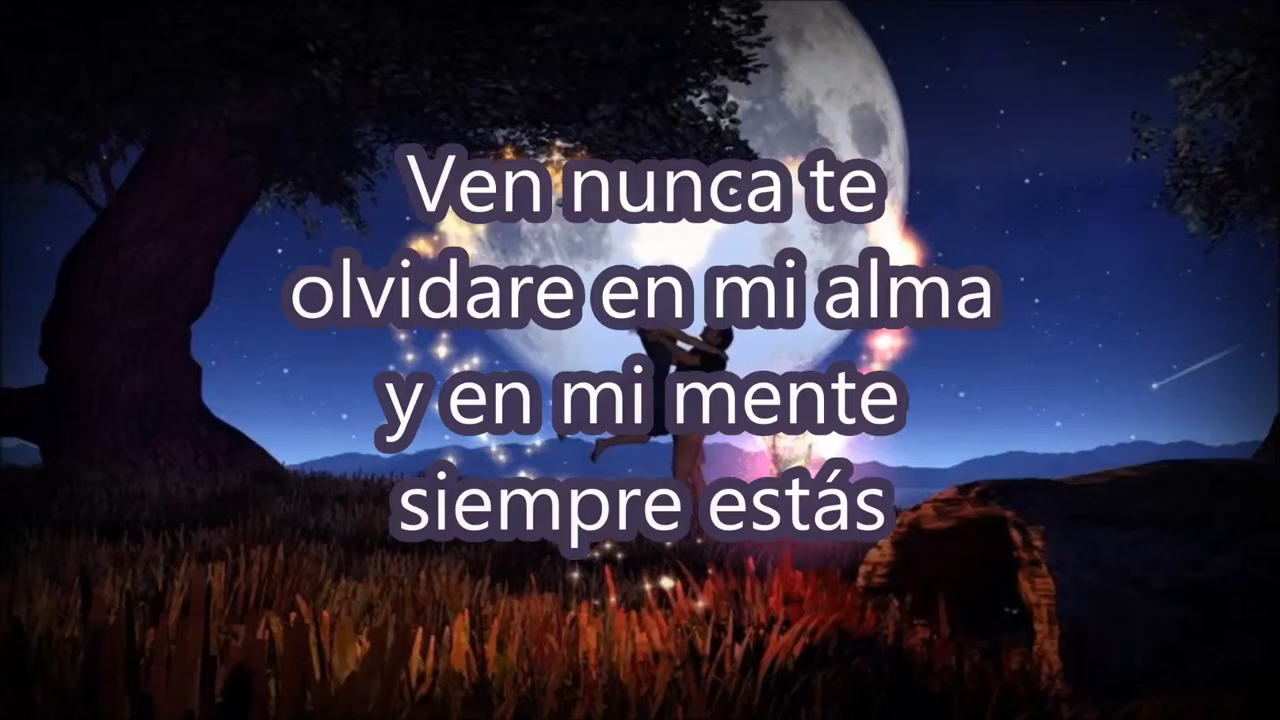 Ven nunca te
olvidare en mi alma
y en mi mente
siempre estás